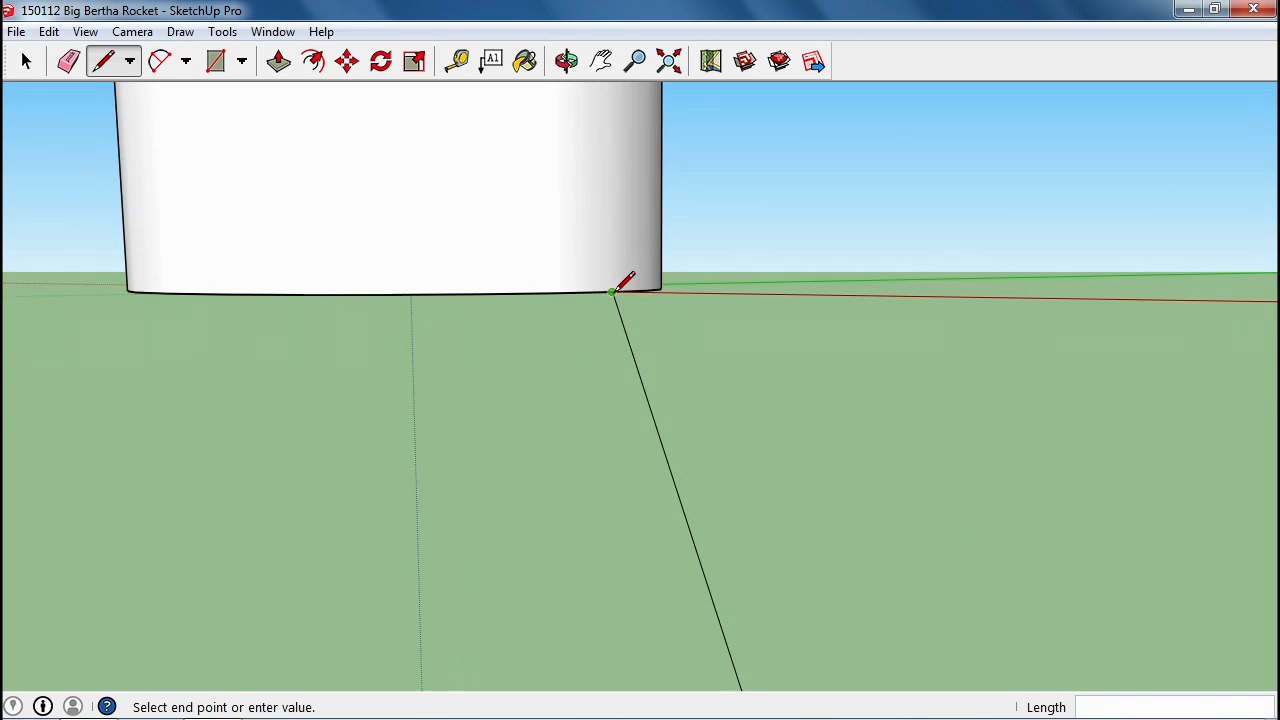 150112 Big Bertha Rocket - SketchUp Pro
File Edit View Camera Draw Tools Window Help
A1
Select end point or enter value. Length